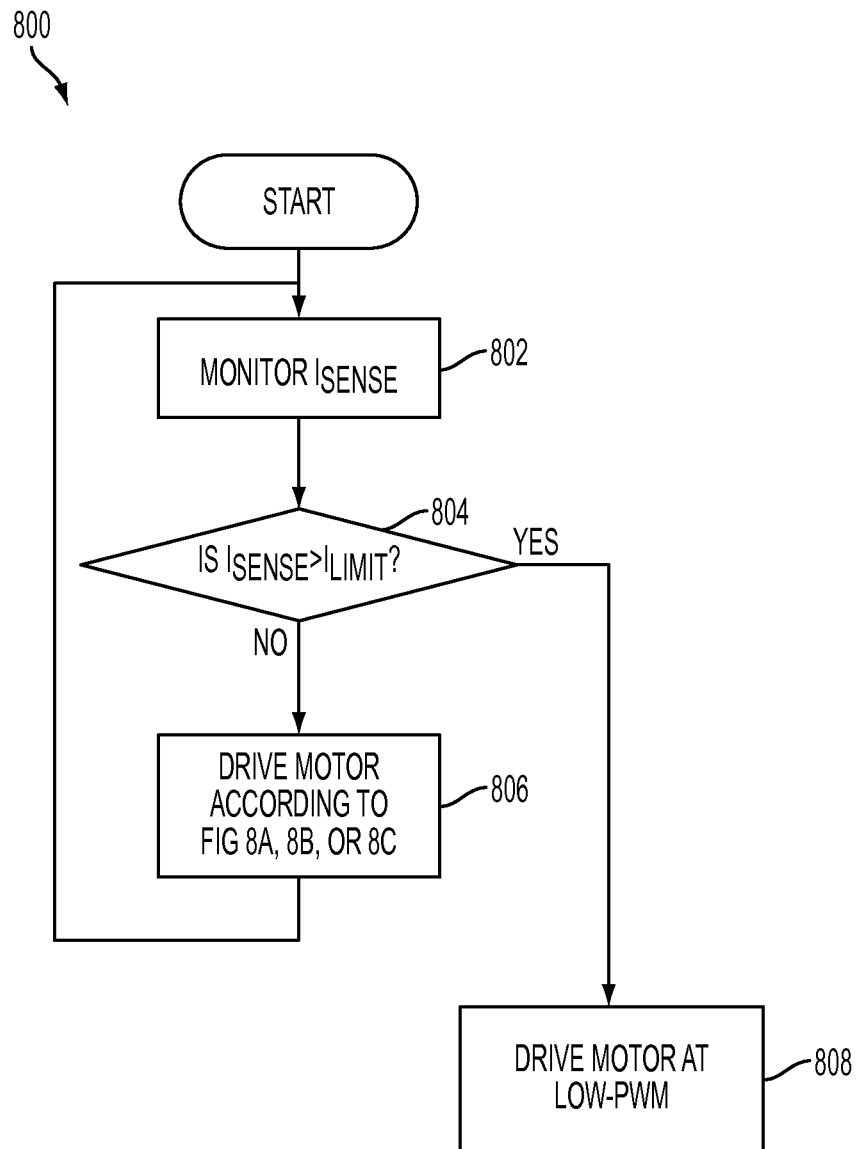 800
START
MONITOR ISENSE
802
804
IS ISENSE>ILIMIT?
YES
NO
DRIVE MOTOR
ACCORDING TO
FIG 8A, 8B, OR 8C
806
DRIVE MOTOR AT
LOW-PWM
808